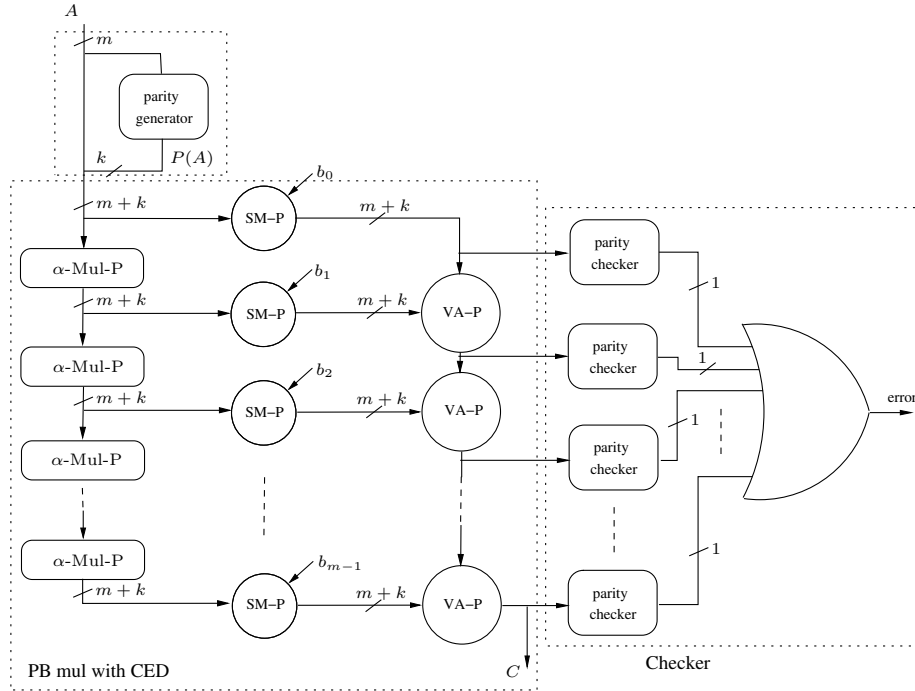 A
m
parity
generator
k
P(A)
m + k
SM–P
b0
m + k
parity
checker
1
α-Mul-P
m + k
SM–P
b1
m + k
VA–P
parity
checker
1
α-Mul-P
m + k
SM–P
b2
m + k
VA–P
error
α-Mul-P
parity
checker
1
α-Mul-P
m + k
SM–P
bm−1
m + k
VA–P
parity
checker
1
C
PB mul with CED
Checker